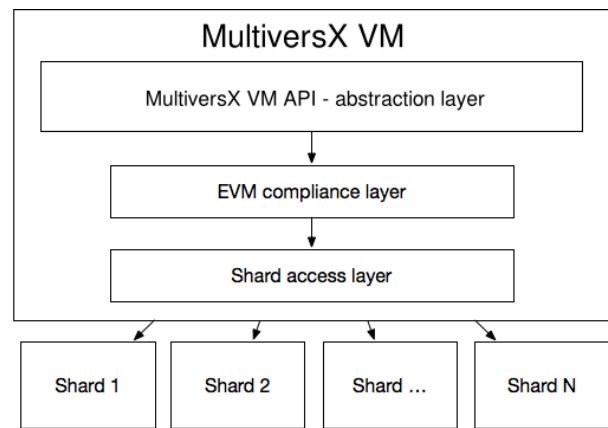 MultiversX VM
MultiversX VM API - abstraction layer
EVM compliance layer
Shard access layer
Shard 1
Shard 2
Shard ...
Shard N